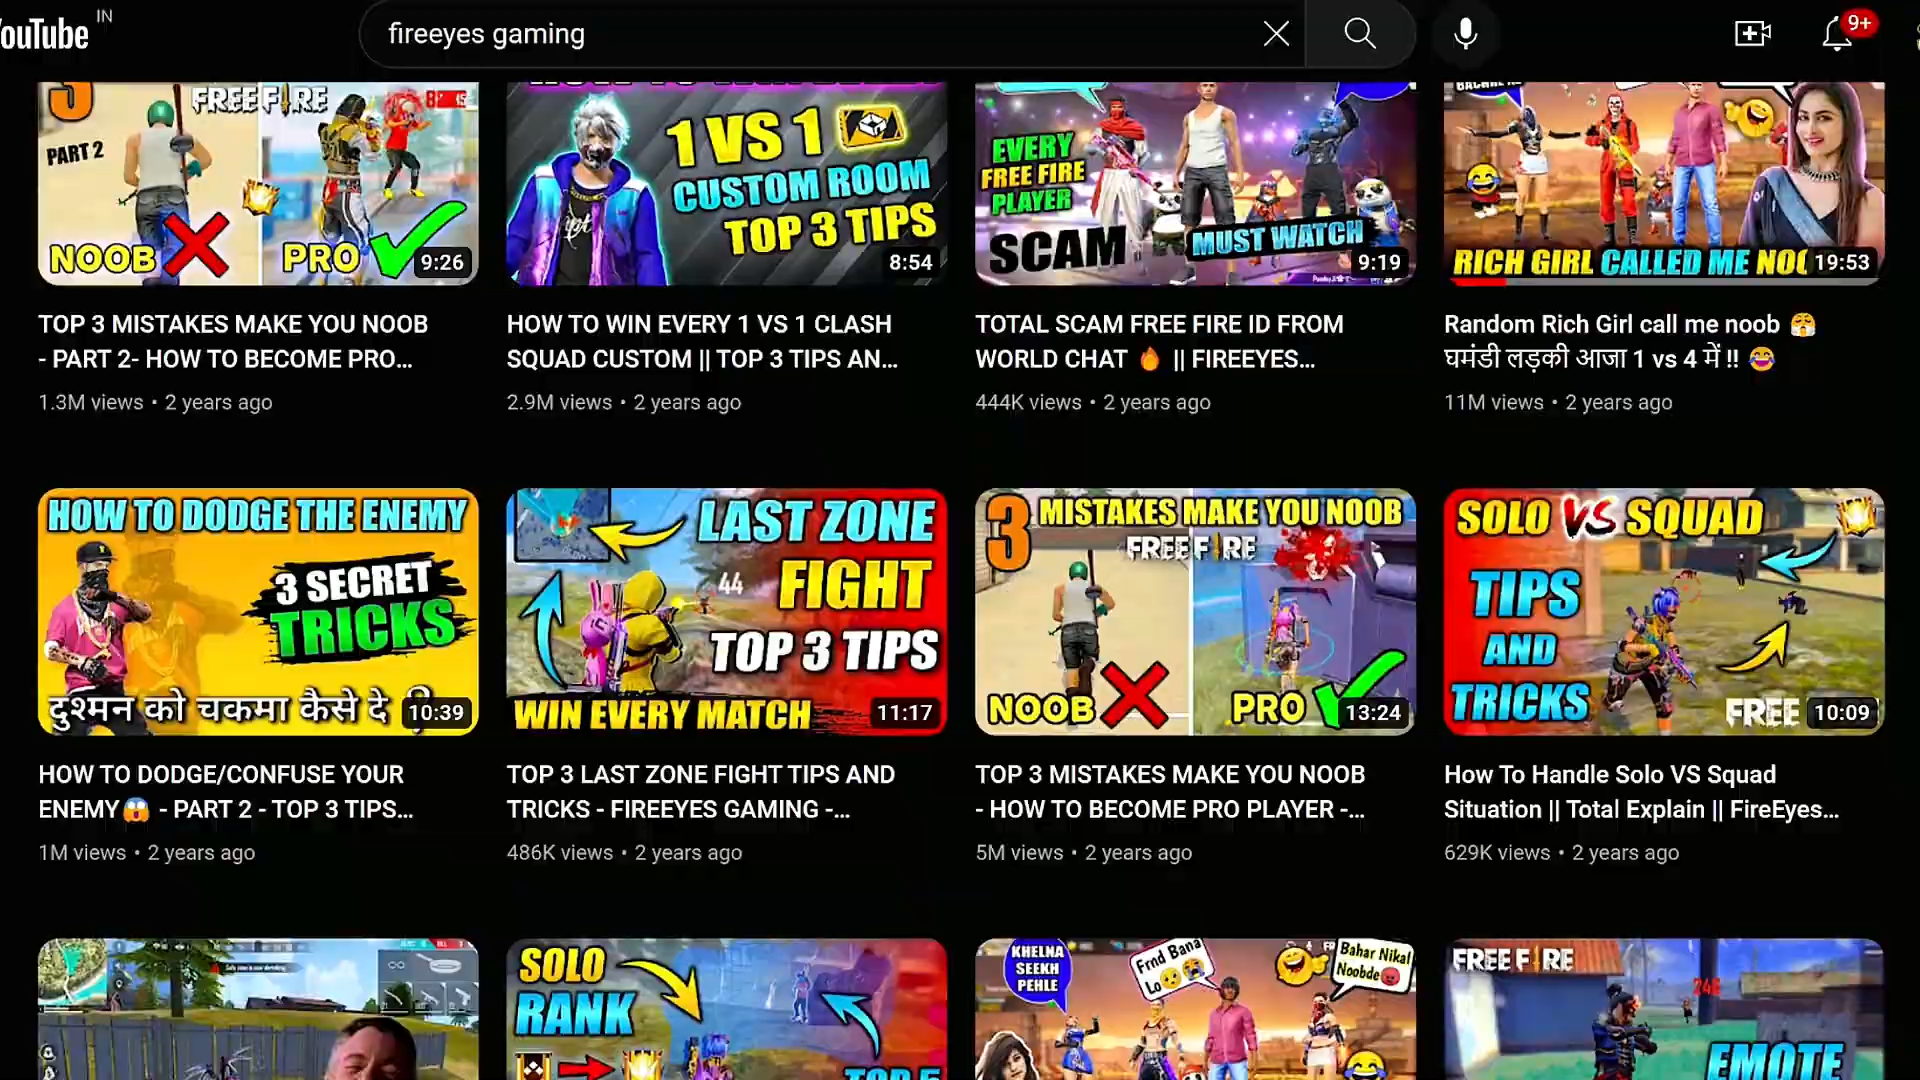 ouTube IN
fireeyes gaming
9+
3
FREE FIRE
PART 2
NOOB
PRO
9:26
1 VS 1
CUSTOM ROOM
TOP 3 TIPS
8:54
EVERY
FREE FIRE
PLAYER
SCAM
MUST WATCH
9:19
RICH GIRL CALLED ME NOO
19:53
TOP 3 MISTAKES MAKE YOU NOOB
- PART 2- HOW TO BECOME PRO...
1.3M views • 2 years ago
HOW TO WIN EVERY 1 VS 1 CLASH
SQUAD CUSTOM || TOP 3 TIPS AN...
2.9M views • 2 years ago
TOTAL SCAM FREE FIRE ID FROM
WORLD CHAT 🔥 || FIREEYES...
444K views • 2 years ago
Random Rich Girl call me noob 😤
घमंडी लड़की आजा 1 vs 4 में !! 😂
11M views • 2 years ago
HOW TO DODGE THE ENEMY
3 SECRET
TRICKS
दुश्मन को चकमा कैसे दे
10:39
LAST ZONE
44
FIGHT
TOP 3 TIPS
WIN EVERY MATCH
11:17
3 MISTAKES MAKE YOU NOOB
FREE FIRE
NOOB
PRO
13:24
SOLO VS SQUAD
TIPS
AND
TRICKS
FREE
10:09
HOW TO DODGE/CONFUSE YOUR
ENEMY😱 - PART 2 - TOP 3 TIPS...
1M views • 2 years ago
TOP 3 LAST ZONE FIGHT TIPS AND
TRICKS - FIREEYES GAMING -...
486K views • 2 years ago
TOP 3 MISTAKES MAKE YOU NOOB
- HOW TO BECOME PRO PLAYER -...
5M views • 2 years ago
How To Handle Solo VS Squad
Situation || Total Explain || FireEyes...
629K views • 2 years ago
SOLO
RANK
TOP 5
KHELNA
SEEKH
PEHLE
Frnd Bana
Lo
Bahar Nikal
Noobde
FREE FIRE
EMOTE